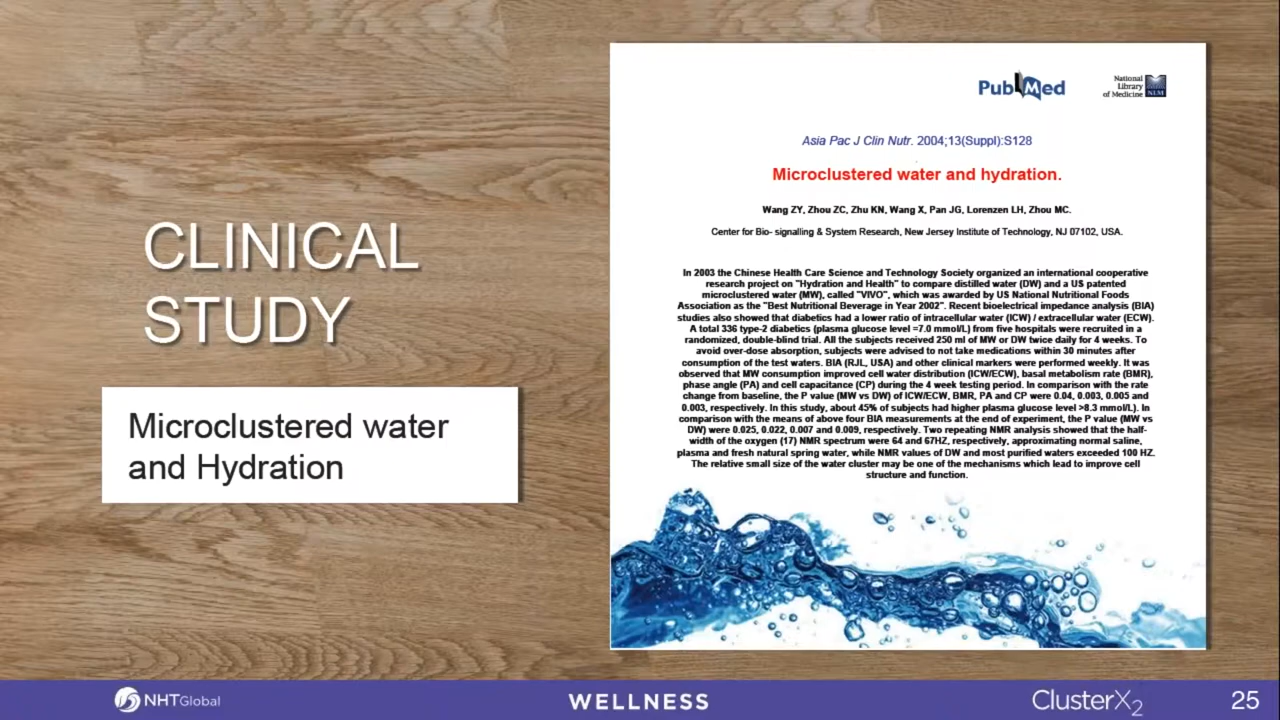 CLINICAL
STUDY
Microclustered water
and Hydration
PubMed
National
Library
of Medicine
NLM
Asia Pac J Clin Nutr. 2004;13(Suppl):S128
Microclustered water and hydration.
Wang ZY, Zhou ZC, Zhu KN, Wang X, Pan JG, Lorenzen LH, Zhou MC.
Center for Bio- signalling & System Research, New Jersey Institute of Technology, NJ 07102, USA.
In 2003 the Chinese Health Care Science and Technology Society organized an international cooperative
research project on "Hydration and Health" to compare distilled water (DW) and a US patented
microclustered water (MW), called "VIVO", which was awarded by US National Nutritional Foods
Association as the "Best Nutritional Beverage in Year 2002". Recent bioelectrical impedance analysis (BIA)
studies also showed that diabetics had a lower ratio of intracellular water (ICW) / extracellular water (ECW).
A total 336 type-2 diabetics (plasma glucose level =7.0 mmol/L) from five hospitals were recruited in a
randomized, double-blind trial. All the subjects received 250 ml of MW or DW twice daily for 4 weeks. To
avoid over-dose absorption, subjects were advised to not take medications within 30 minutes after
consumption of the test waters. BIA (RJL, USA) and other clinical markers were performed weekly. It was
observed that MW consumption improved cell water distribution (ICW/ECW), basal metabolism rate (BMR),
phase angle (PA) and cell capacitance (CP) during the 4 week testing period. In comparison with the rate
change from baseline, the P value (MW vs DW) of ICW/ECW, BMR, PA and CP were 0.04, 0.003, 0.005 and
0.003, respectively. In this study, about 45% of subjects had higher plasma glucose level >8.3 mmol/L). In
comparison with the means of above four BIA measurements at the end of experiment, the P value (MW vs
DW) were 0.025, 0.022, 0.007 and 0.009, respectively. Two repeating NMR analysis showed that the half-
width of the oxygen (17) NMR spectrum were 64 and 67HZ, respectively, approximating normal saline,
plasma and fresh natural spring water, while NMR values of DW and most purified waters exceeded 100 HZ.
The relative small size of the water cluster may be one of the mechanisms which lead to improve cell
structure and function.
NHTGlobal
WELLNESS
ClusterX2
25